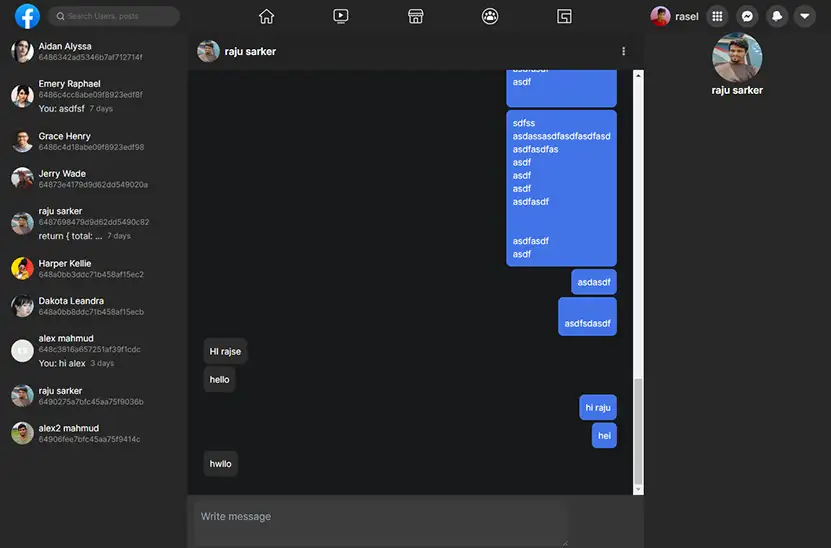 Search Users, posts
rasel
Aidan Alyssa
6486342ad5346b7af712714f
Emery Raphael
6486c4cc8abe09f8923edf8f
You: asdfsf 7 days
Grace Henry
6486c4d18abe09f8923edf98
Jerry Wade
64873e4179d9d62dd549020a
raju sarker
6487698479d9d62dd5490c82
return { total: ... 7 days
Harper Kellie
648a0bb3ddc71b458af15ec2
Dakota Leandra
648a0bb8ddc71b458af15ecb
alex mahmud
648c3816a657251af39f1cdc
You: hi alex 3 days
raju sarker
6490275a7bfc45aa75f9036b
alex2 mahmud
64906fee7bfc45aa75f9414c
raju sarker
asdfasdf
asdf
sdfss
asdassasdfasdfasdfasd
asdfasdfas
asdf
asdf
asdf
asdfasdf
asdfasdf
asdf
asdasdf
asdfsdasdf
HI rajse
hello
hi raju
hei
hwllo
Write message
raju sarker